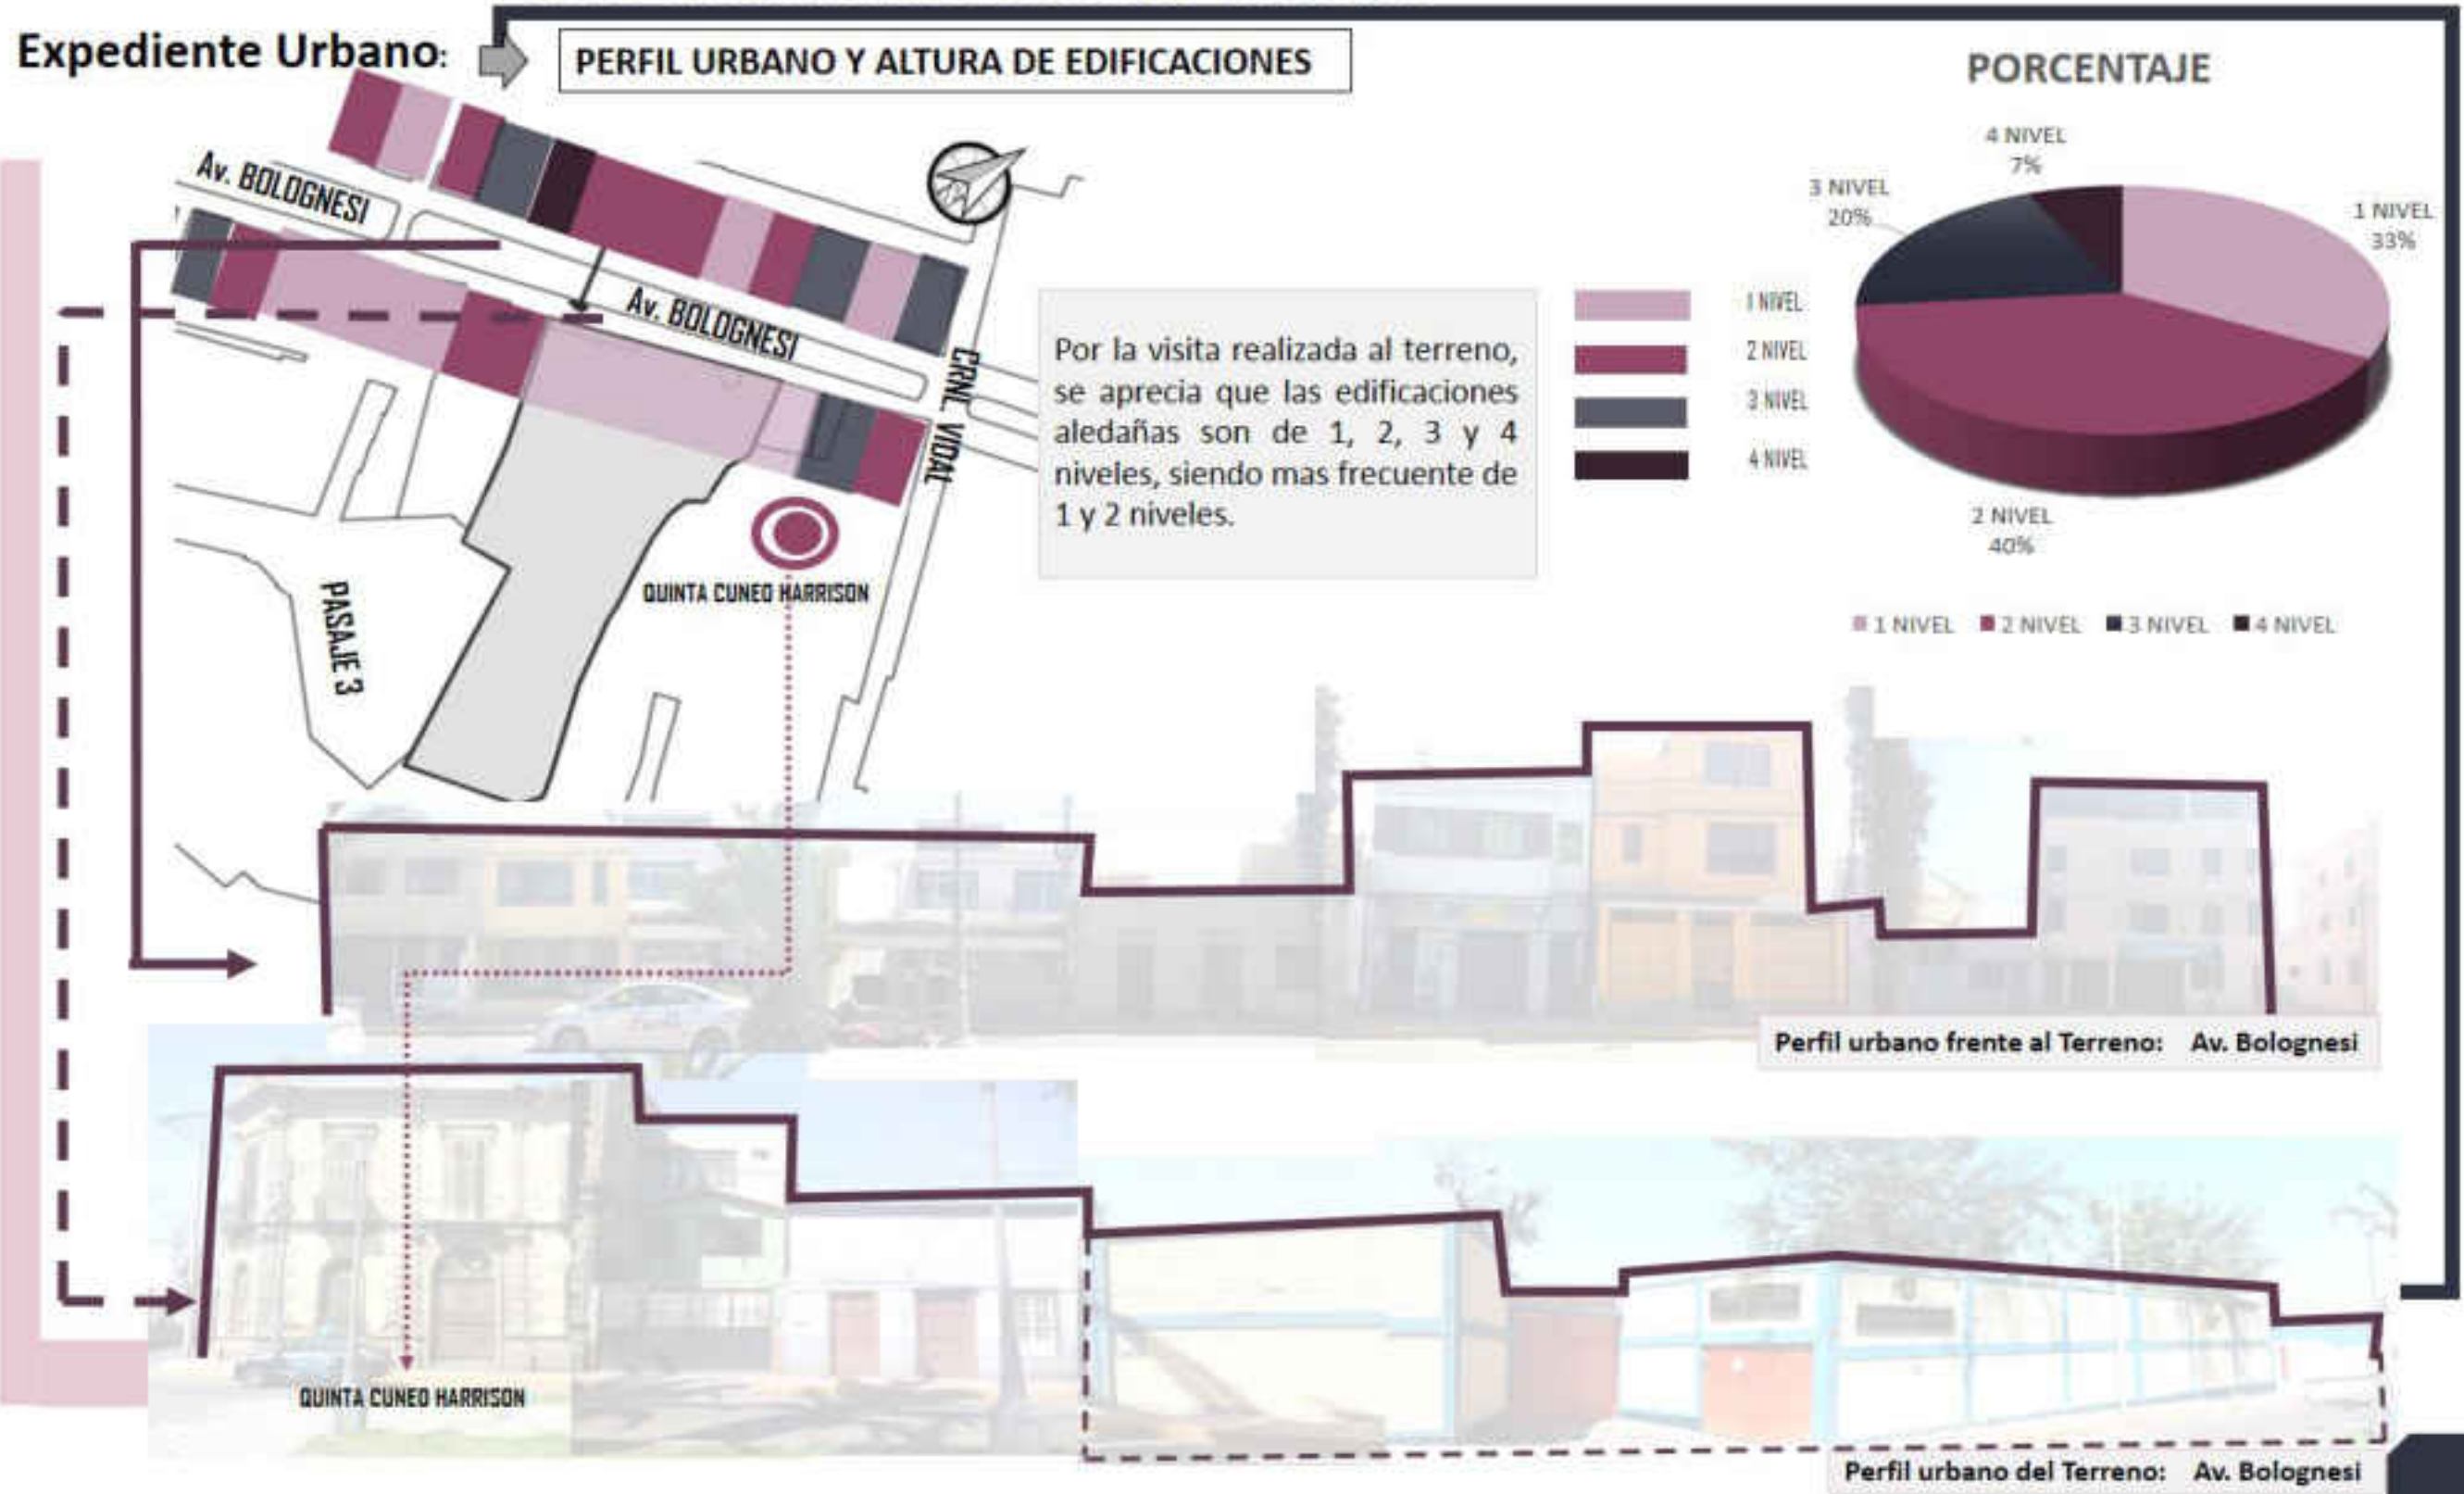 Expediente Urbano:
PERFIL URBANO Y ALTURA DE EDIFICACIONES
PORCENTAJE
4 NIVEL
7%
3 NIVEL
20%
1 NIVEL
33%
2 NIVEL
40%
1 NIVEL 2 NIVEL 3 NIVEL 4 NIVEL
1 NIVEL
2 NIVEL
3 NIVEL
4 NIVEL
Av. BOLOGNESI
Av. BOLOGNESI
CRNL. VIDAL
PASAJE 3
QUINTA CUNEO HARRISON
Por la visita realizada al terreno,
se aprecia que las edificaciones
aledañas son de 1, 2, 3 y 4
niveles, siendo mas frecuente de
1 y 2 niveles.
Perfil urbano frente al Terreno: Av. Bolognesi
QUINTA CUNEO HARRISON
Perfil urbano del Terreno: Av. Bolognesi